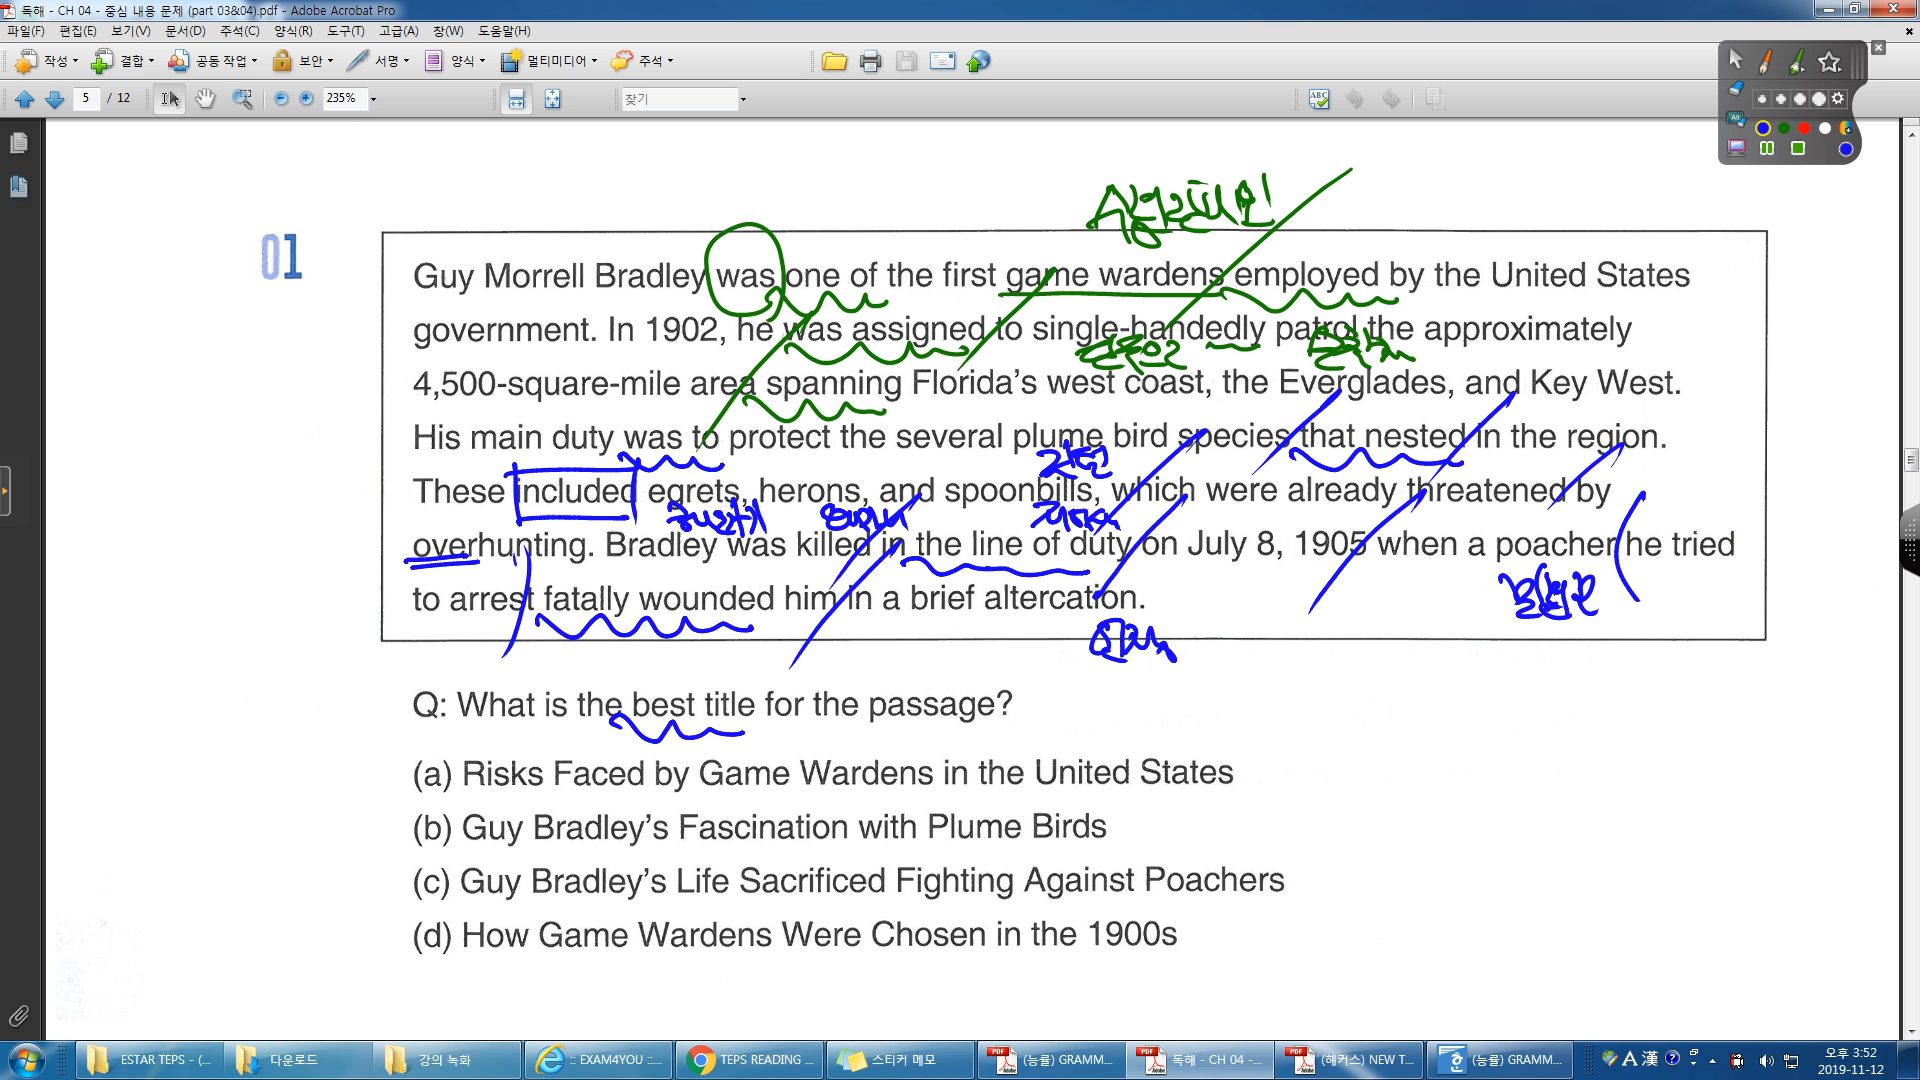 독해 - CH 04 - 중심 내용 문제 (part 03&04).pdf - Adobe Acrobat Pro
파일(F) 편집(E) 보기(V) 문서(D) 주석(C) 양식(R) 도구(T) 고급(A) 창(W) 도움말(H)
작성 결합 공동 작업 보안 서명 양식 멀티미디어 주석
5 / 12 235% 찾기
01
Guy Morrell Bradley was one of the first game wardens employed by the United States
government. In 1902, he was assigned to single-handedly patrol the approximately
4,500-square-mile area spanning Florida's west coast, the Everglades, and Key West.
His main duty was to protect the several plume bird species that nested in the region.
These included egrets, herons, and spoonbills, which were already threatened by
overhunting. Bradley was killed in the line of duty on July 8, 1905 when a poacher he tried
to arrest fatally wounded him in a brief altercation.
Q: What is the best title for the passage?
(a) Risks Faced by Game Wardens in the United States
(b) Guy Bradley's Fascination with Plume Birds
(c) Guy Bradley's Life Sacrificed Fighting Against Poachers
(d) How Game Wardens Were Chosen in the 1900s
ESTAR TEPS - (... 다운로드 강의 녹화 :: EXAM4YOU ::... TEPS READING ... 스티커 메모 (능률) GRAMM... 독해 - CH 04 -... (해커스) NEW T... (능률) GRAMM... A 漢 오후 3:52
2019-11-12